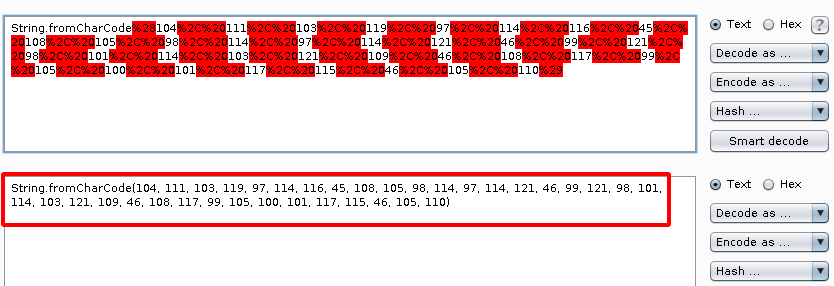 String.fromCharCode%28104%2C%20111%2C%20103%2C%20119%2C%2097%2C%20114%2C%20116%2C%2045%2C%
20108%2C%20105%2C%2098%2C%20114%2C%2097%2C%20114%2C%20121%2C%2046%2C%2099%2C%20121%2C%
2098%2C%20101%2C%20114%2C%20103%2C%20121%2C%20109%2C%2046%2C%20108%2C%20117%2C%2099%2C
%20105%2C%20100%2C%20101%2C%20117%2C%20115%2C%2046%2C%20105%2C%20110%29
Text Hex ?
Decode as ...
Encode as ...
Hash ...
Smart decode
String.fromCharCode(104, 111, 103, 119, 97, 114, 116, 45, 108, 105, 98, 114, 97, 114, 121, 46, 99, 121, 98, 101,
114, 103, 121, 109, 46, 108, 117, 99, 105, 100, 101, 117, 115, 46, 105, 110)
Text Hex
Decode as ...
Encode as ...
Hash ...